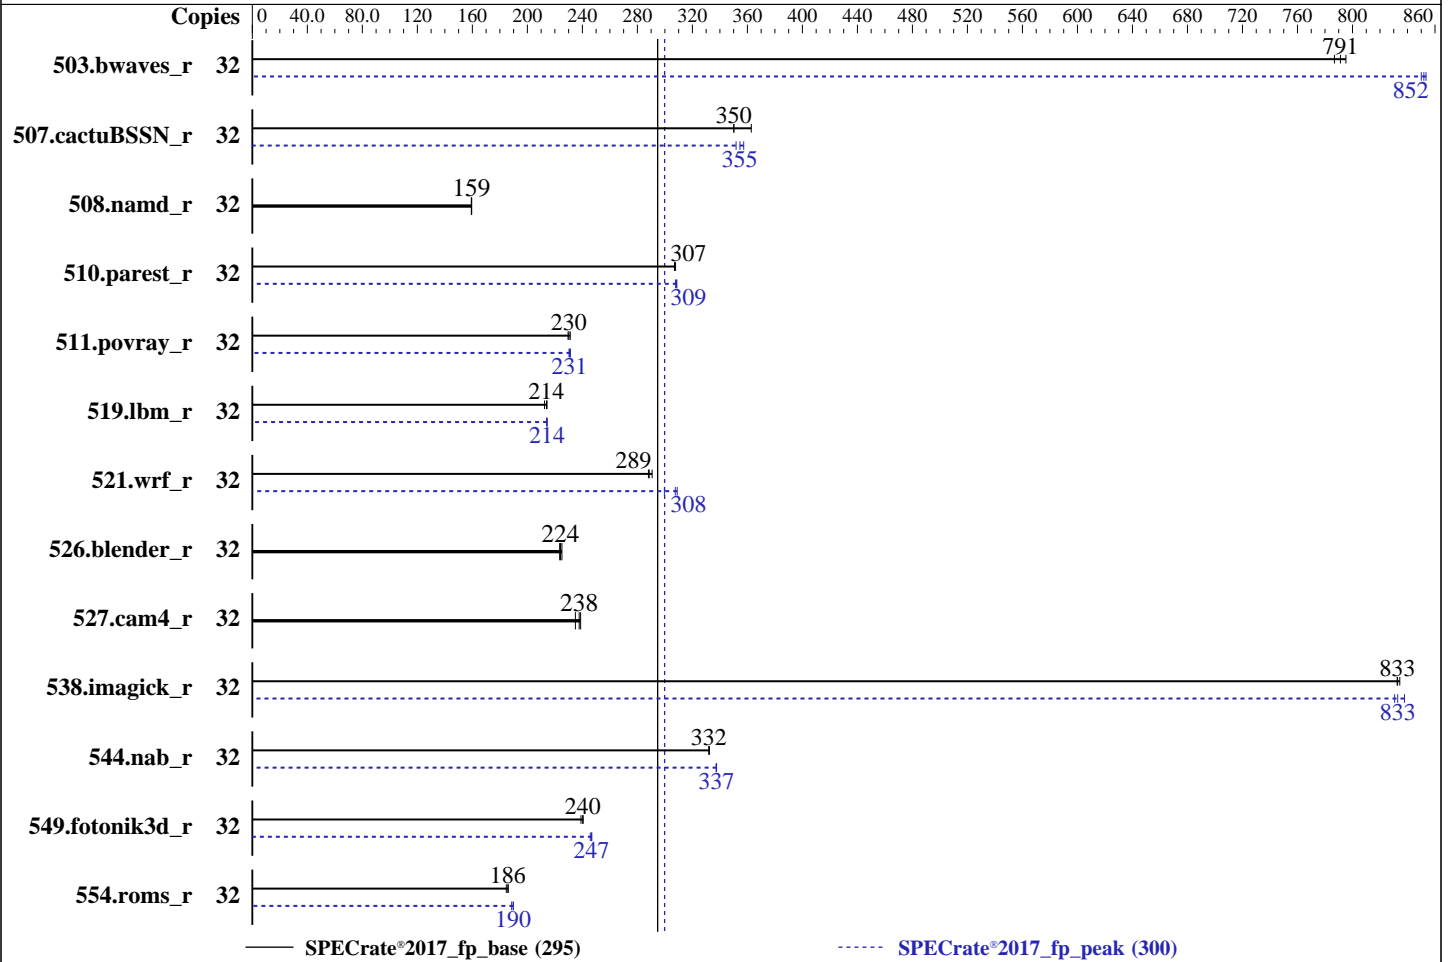 Copies 0 40.0 80.0 120 160 200 240 280 320 360 400 440 480 520 560 600 640 680 720 760 800 860
503.bwaves_r 32 791
852
507.cactuBSSN_r 32 350
355
508.namd_r 32 159
510.parest_r 32 307
309
511.povray_r 32 230
231
519.lbm_r 32 214
214
521.wrf_r 32 289
308
526.blender_r 32 224
527.cam4_r 32 238
538.imagick_r 32 833
833
544.nab_r 32 332
337
549.fotonik3d_r 32 240
247
554.roms_r 32 186
190
SPECrate®2017_fp_base (295) SPECrate®2017_fp_peak (300)